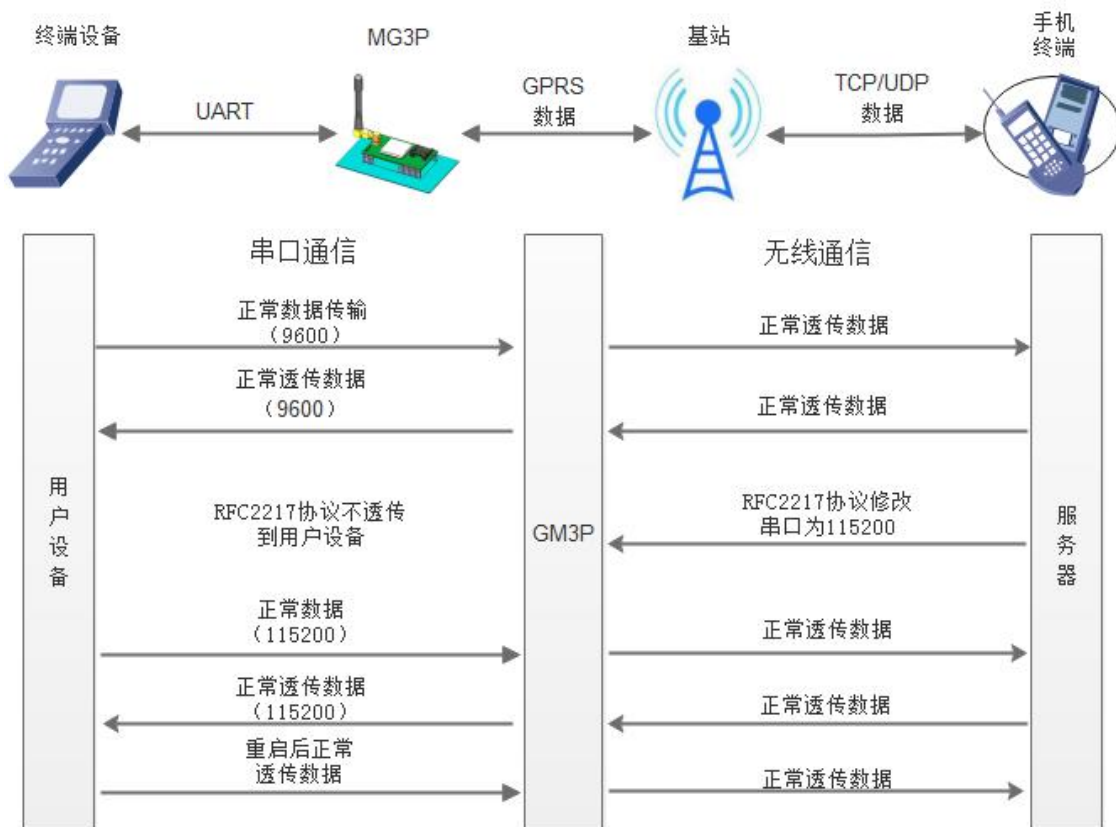 终端设备
MG3P
基站
手机
终端
UART
GPRS
数据
TCP/UDP
数据
串口通信
无线通信
正常数据传输
（9600）
正常透传数据
正常透传数据
（9600）
正常透传数据
用户设备
RFC2217协议不透传
到用户设备
GM3P
RFC2217协议修改
串口为115200
服务器
正常数据
（115200）
正常透传数据
正常透传数据
（115200）
正常透传数据
重启后正常
透传数据
正常透传数据